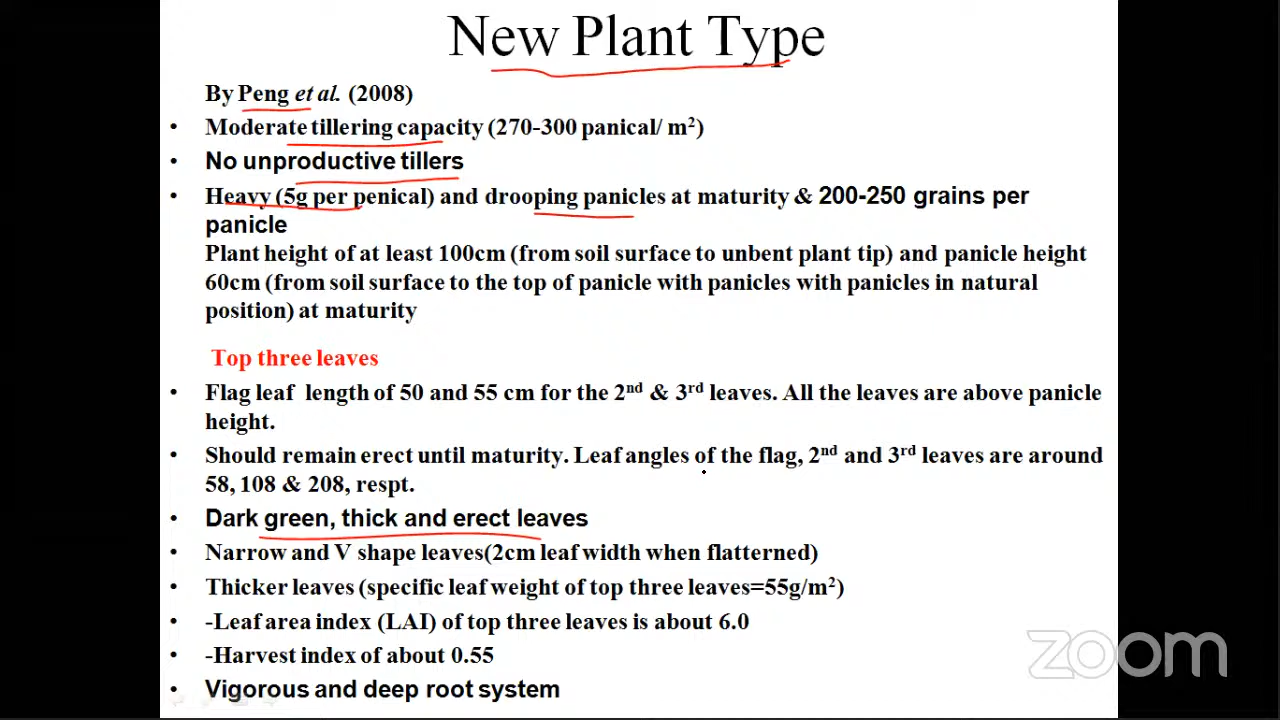 New Plant Type
By Peng et al. (2008)
• Moderate tillering capacity (270-300 panical/ m²)
• No unproductive tillers
• Heavy (5g per penical) and drooping panicles at maturity & 200-250 grains per
panicle
Plant height of at least 100cm (from soil surface to unbent plant tip) and panicle height
60cm (from soil surface to the top of panicle with panicles with panicles in natural
position) at maturity
Top three leaves
• Flag leaf length of 50 and 55 cm for the 2nd & 3rd leaves. All the leaves are above panicle
height.
• Should remain erect until maturity. Leaf angles of the flag, 2nd and 3rd leaves are around
58, 108 & 208, respt.
• Dark green, thick and erect leaves
• Narrow and V shape leaves(2cm leaf width when flatterned)
• Thicker leaves (specific leaf weight of top three leaves=55g/m²)
• -Leaf area index (LAI) of top three leaves is about 6.0
• -Harvest index of about 0.55
• Vigorous and deep root system
zoom